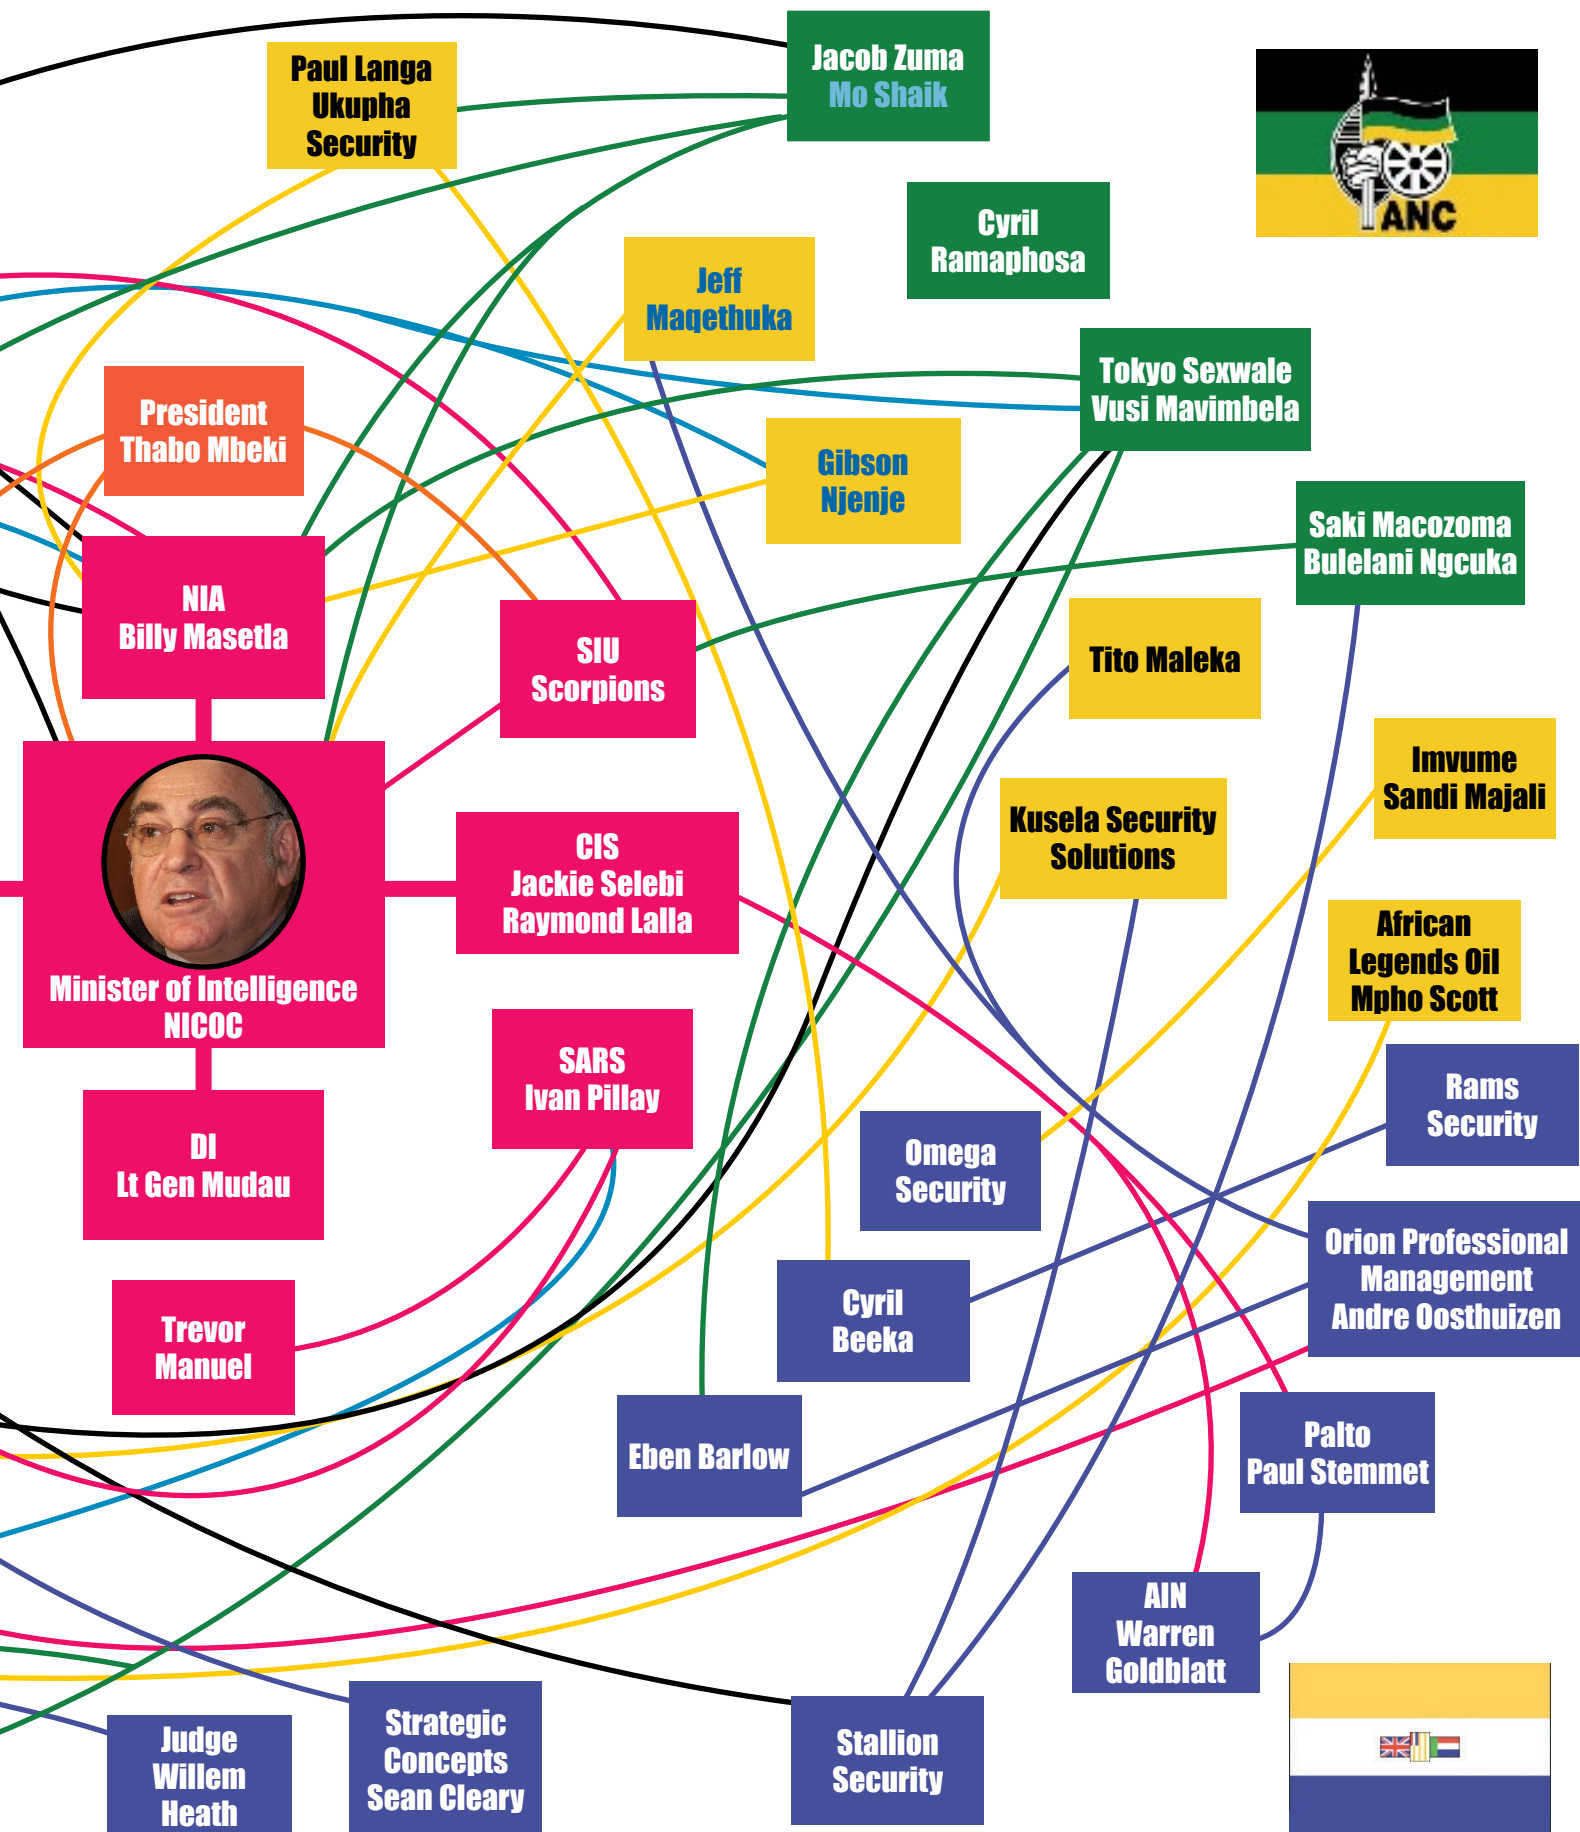 Jacob Zuma
Mo Shaik
Paul Langa
Ukupha
Security
ANC
Cyril
Ramaphosa
Jeff
Maqethuka
Tokyo Sexwale
Vusi Mavimbela
President
Thabo Mbeki
Gibson
Njenje
Saki Macozoma
Bulelani Ngcuka
NIA
Billy Masetla
SIU
Scorpions
Tito Maleka
Imvume
Sandi Majali
Kusela Security
Solutions
CIS
Jackie Selebi
Raymond Lalla
African
Legends Oil
Mpho Scott
Minister of Intelligence
NICOC
SARS
Ivan Pillay
Rams
Security
DI
Lt Gen Mudau
Omega
Security
Orion Professional
Management
Andre Oosthuizen
Cyril
Beeka
Trevor
Manuel
Eben Barlow
Palto
Paul Stemmet
AIN
Warren
Goldblatt
Strategic
Concepts
Sean Cleary
Judge
Willem
Heath
Stallion
Security